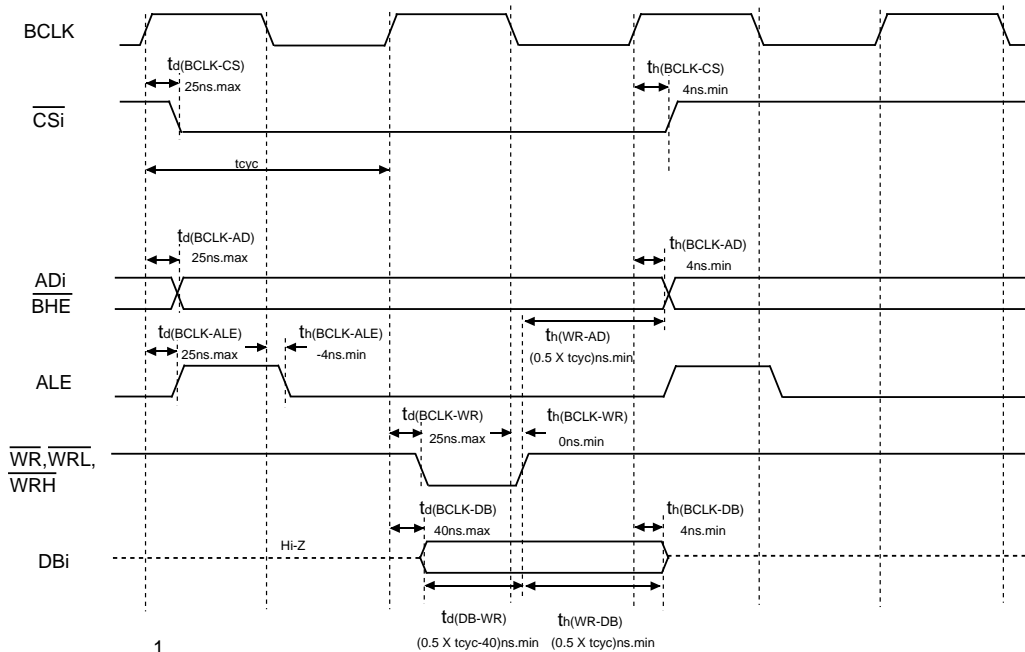 BCLK
td(BCLK-CS)
25ns.max
th(BCLK-CS)
4ns.min
CSi
tcyc
td(BCLK-AD)
25ns.max
th(BCLK-AD)
4ns.min
ADi
BHE
td(BCLK-ALE)
25ns.max
th(BCLK-ALE)
-4ns.min
th(WR-AD)
(0.5 X tcyc)ns.min
ALE
td(BCLK-WR)
25ns.max
th(BCLK-WR)
0ns.min
WR,WRL,
WRH
td(BCLK-DB)
40ns.max
th(BCLK-DB)
4ns.min
Hi-Z
DBi
td(DB-WR)
(0.5 X tcyc-40)ns.min
th(WR-DB)
(0.5 X tcyc)ns.min
1